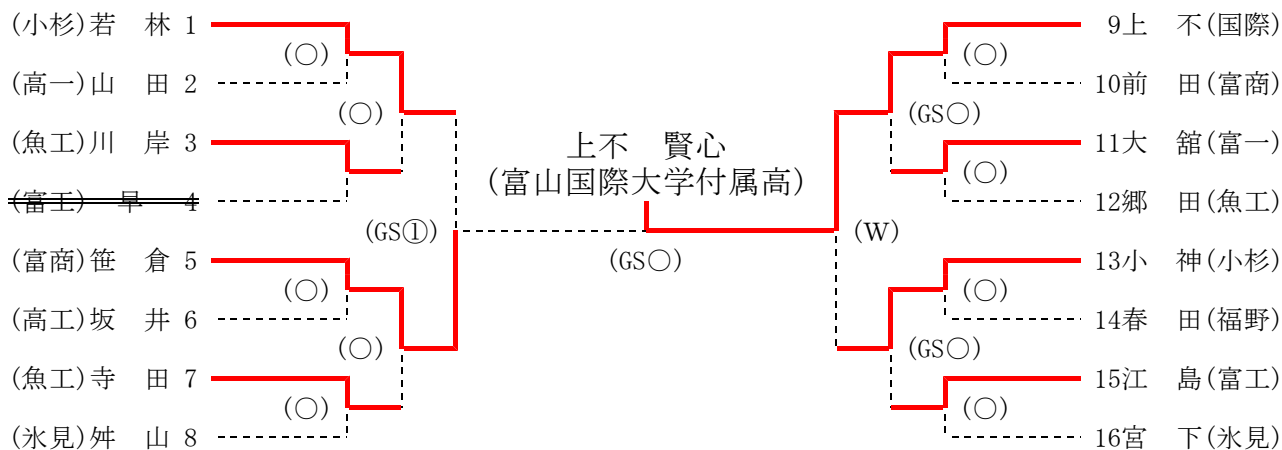 (小杉)若　林 1
(高一)山　田 2
(魚工)川　岸 3
(富工)　早　4
(富商)笹　倉 5
(高工)坂　井 6
(魚工)寺　田 7
(氷見)舛　山 8
(○)
(○)
(○)
(○)
(○)
(GS①)
上不　賢心
(富山国際大学付属高)
(GS○)
9上　不(国際)
10前　田(富商)
11大　舘(富一)
12郷　田(魚工)
13小　神(小杉)
14春　田(福野)
15江　島(富工)
16宮　下(氷見)
(○)
(GS○)
(○)
(W)
(○)
(GS○)
(○)